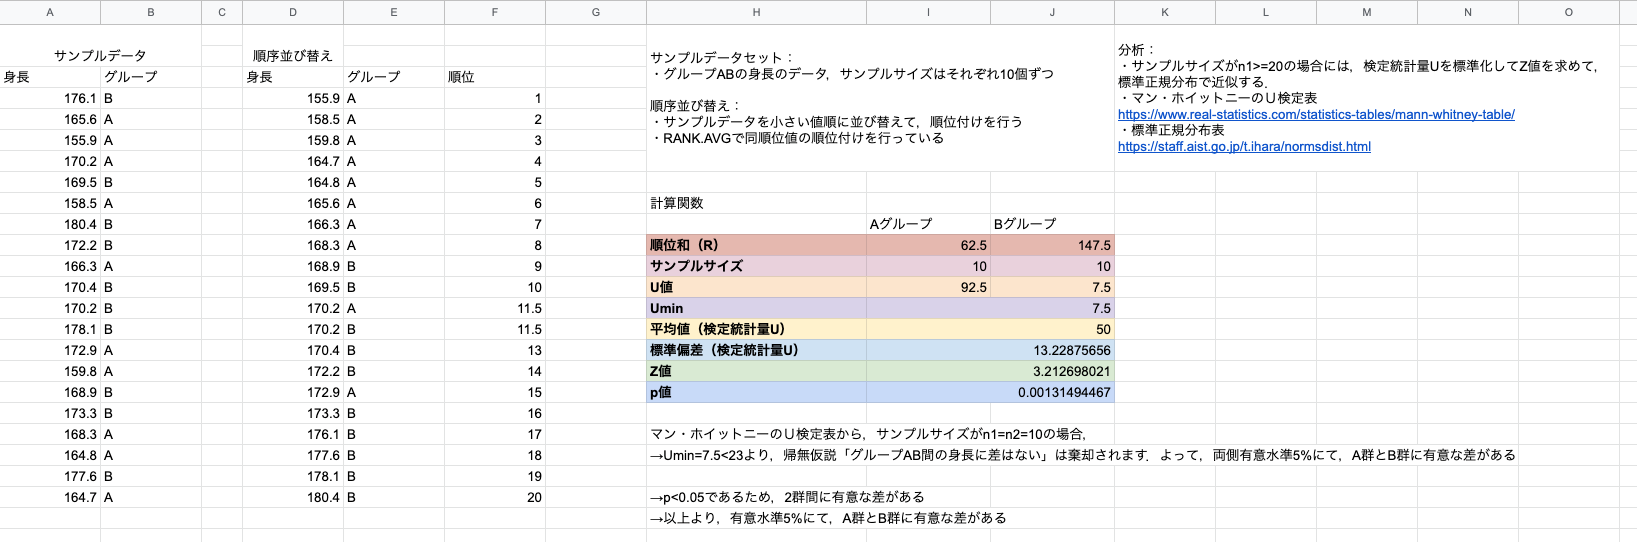 A B C D E F G H I J K L M N O
サンプルデータ 順序並び替え
身長 グループ 身長 グループ 順位
176.1 B 155.9 A 1
165.6 A 158.5 A 2
155.9 A 159.8 A 3
170.2 A 164.7 A 4
169.5 B 164.8 A 5
158.5 A 165.6 A 6
180.4 B 166.3 A 7
172.2 B 168.3 A 8
166.3 A 168.9 B 9
170.4 B 169.5 B 10
170.2 B 170.2 A 11.5
178.1 B 170.2 B 11.5
172.9 A 170.4 B 13
159.8 A 172.2 B 14
168.9 B 172.9 A 15
173.3 B 173.3 B 16
168.3 A 176.1 B 17
164.8 A 177.6 B 18
177.6 B 178.1 B 19
164.7 A 180.4 B 20
サンプルデータセット：
・グループABの身長のデータ，サンプルサイズはそれぞれ10個ずつ
順序並び替え：
・サンプルデータを小さい値順に並び替えて，順位付けを行う
・RANK.AVGで同順位値の順位付けを行っている
分析：
・サンプルサイズがn1>=20の場合には，検定統計量Uを標準化してZ値を求めて，
標準正規分布で近似する．
・マン・ホイットニーのU検定表
https://www.real-statistics.com/statistics-tables/mann-whitney-table/
・標準正規分布表
https://staff.aist.go.jp/t.ihara/normsdist.html
計算関数
Aグループ Bグループ
順位和（R） 62.5 147.5
サンプルサイズ 10 10
U値 92.5 7.5
Umin 7.5
平均値（検定統計量U） 50
標準偏差（検定統計量U） 13.22875656
Z値 3.212698021
p値 0.00131494467
マン・ホイットニーのU検定表から，サンプルサイズがn1=n2=10の場合，
→Umin=7.5<23より，帰無仮説「グループAB間の身長に差はない」は棄却されます．よって，両側有意水準5%にて，A群とB群に有意な差がある
→p<0.05であるため，2群間に有意な差がある
→以上より，有意水準5%にて，A群とB群に有意な差がある